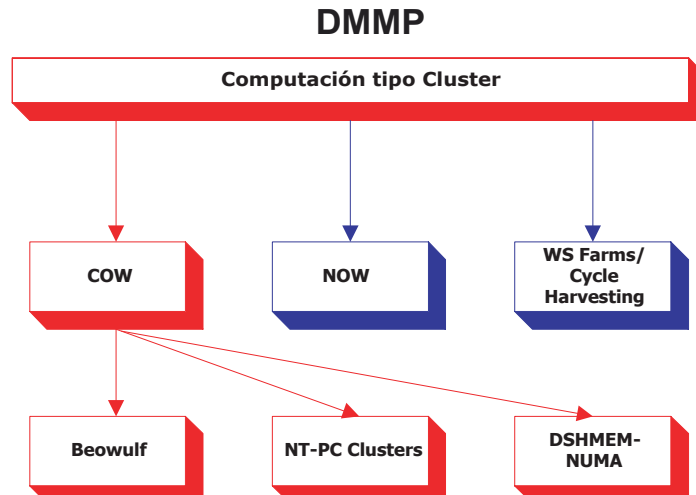 DMMP
Computación tipo Cluster
COW
NOW
WS Farms/
Cycle
Harvesting
Beowulf
NT-PC Clusters
DSHMEM-
NUMA